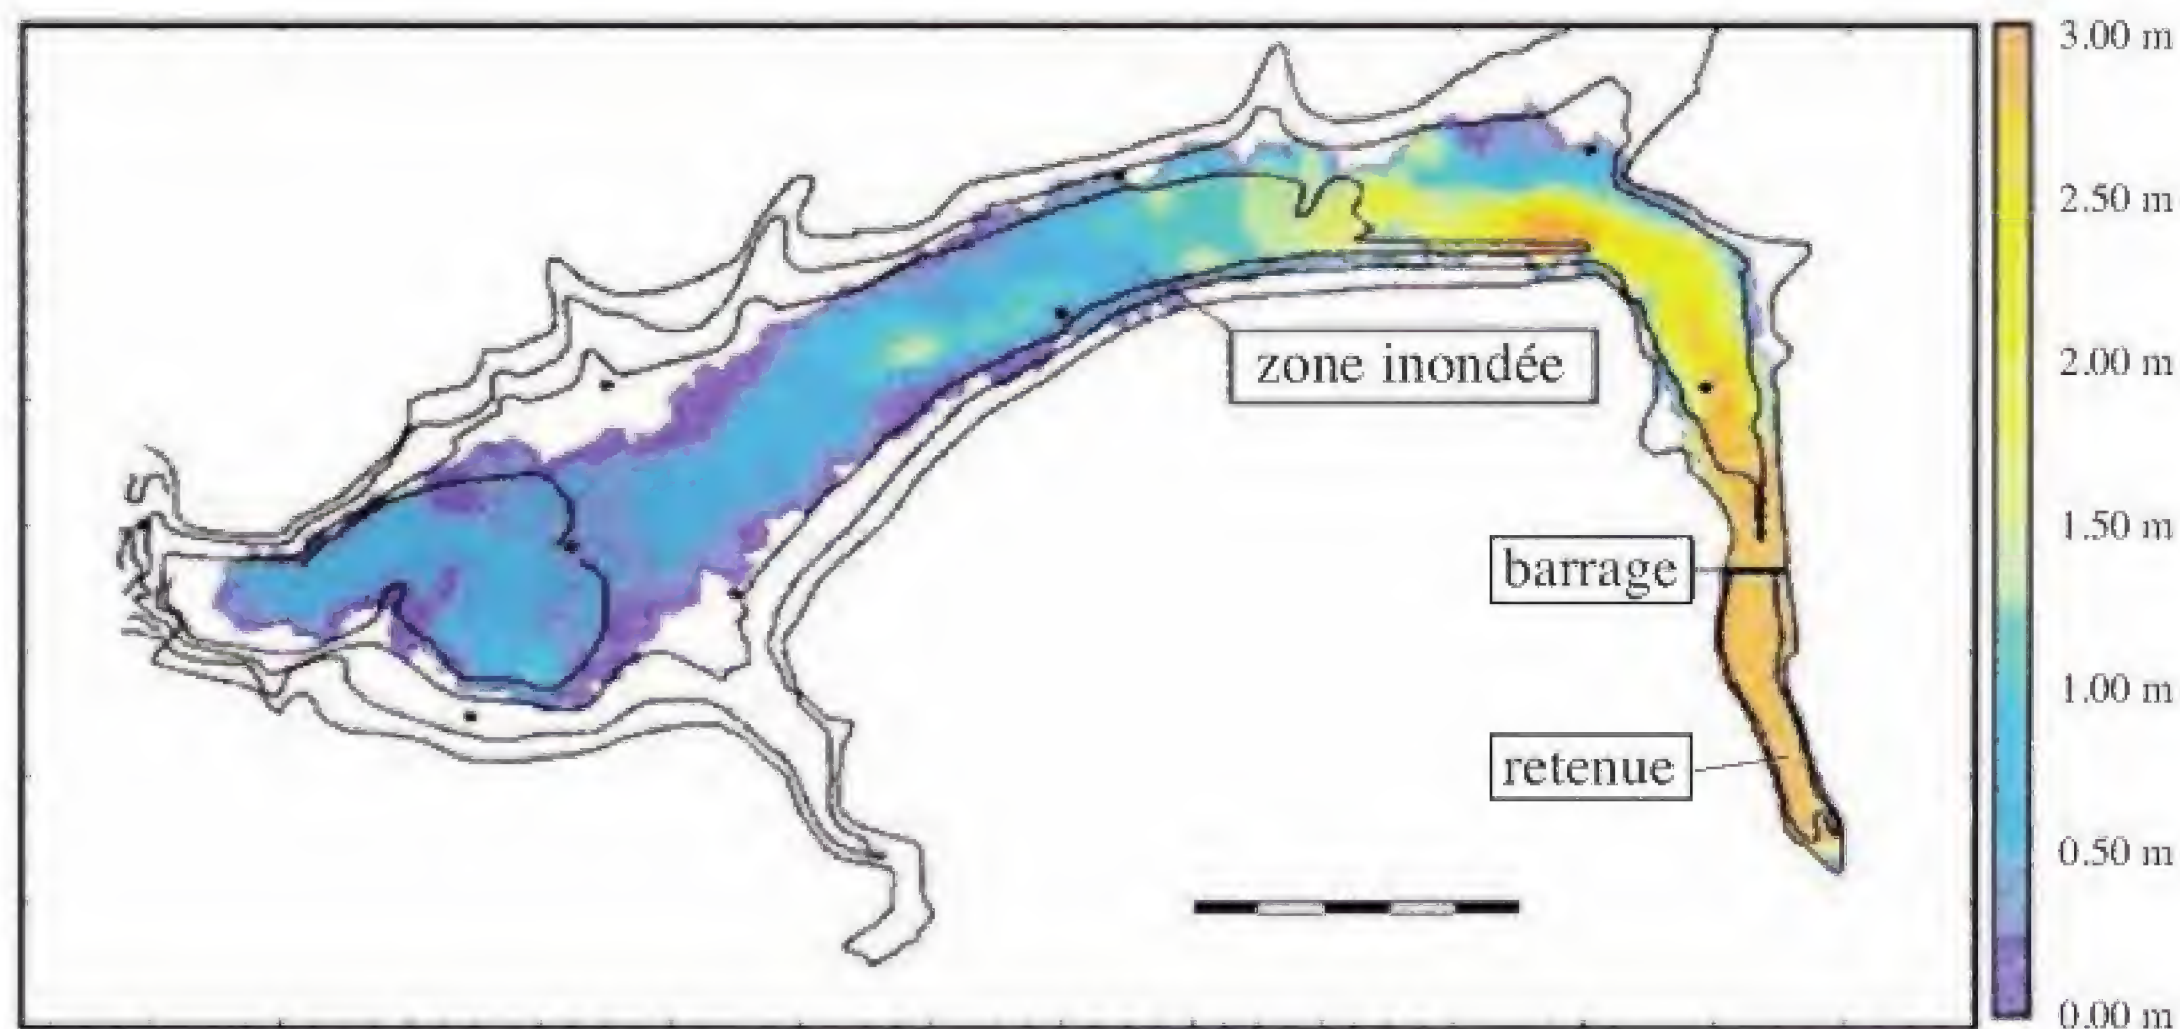 3.00 m
2.50 m
zone inondée
2.00 m
1.50 m
barrage
1.00 m
retenue
0.50 m
0.00 m